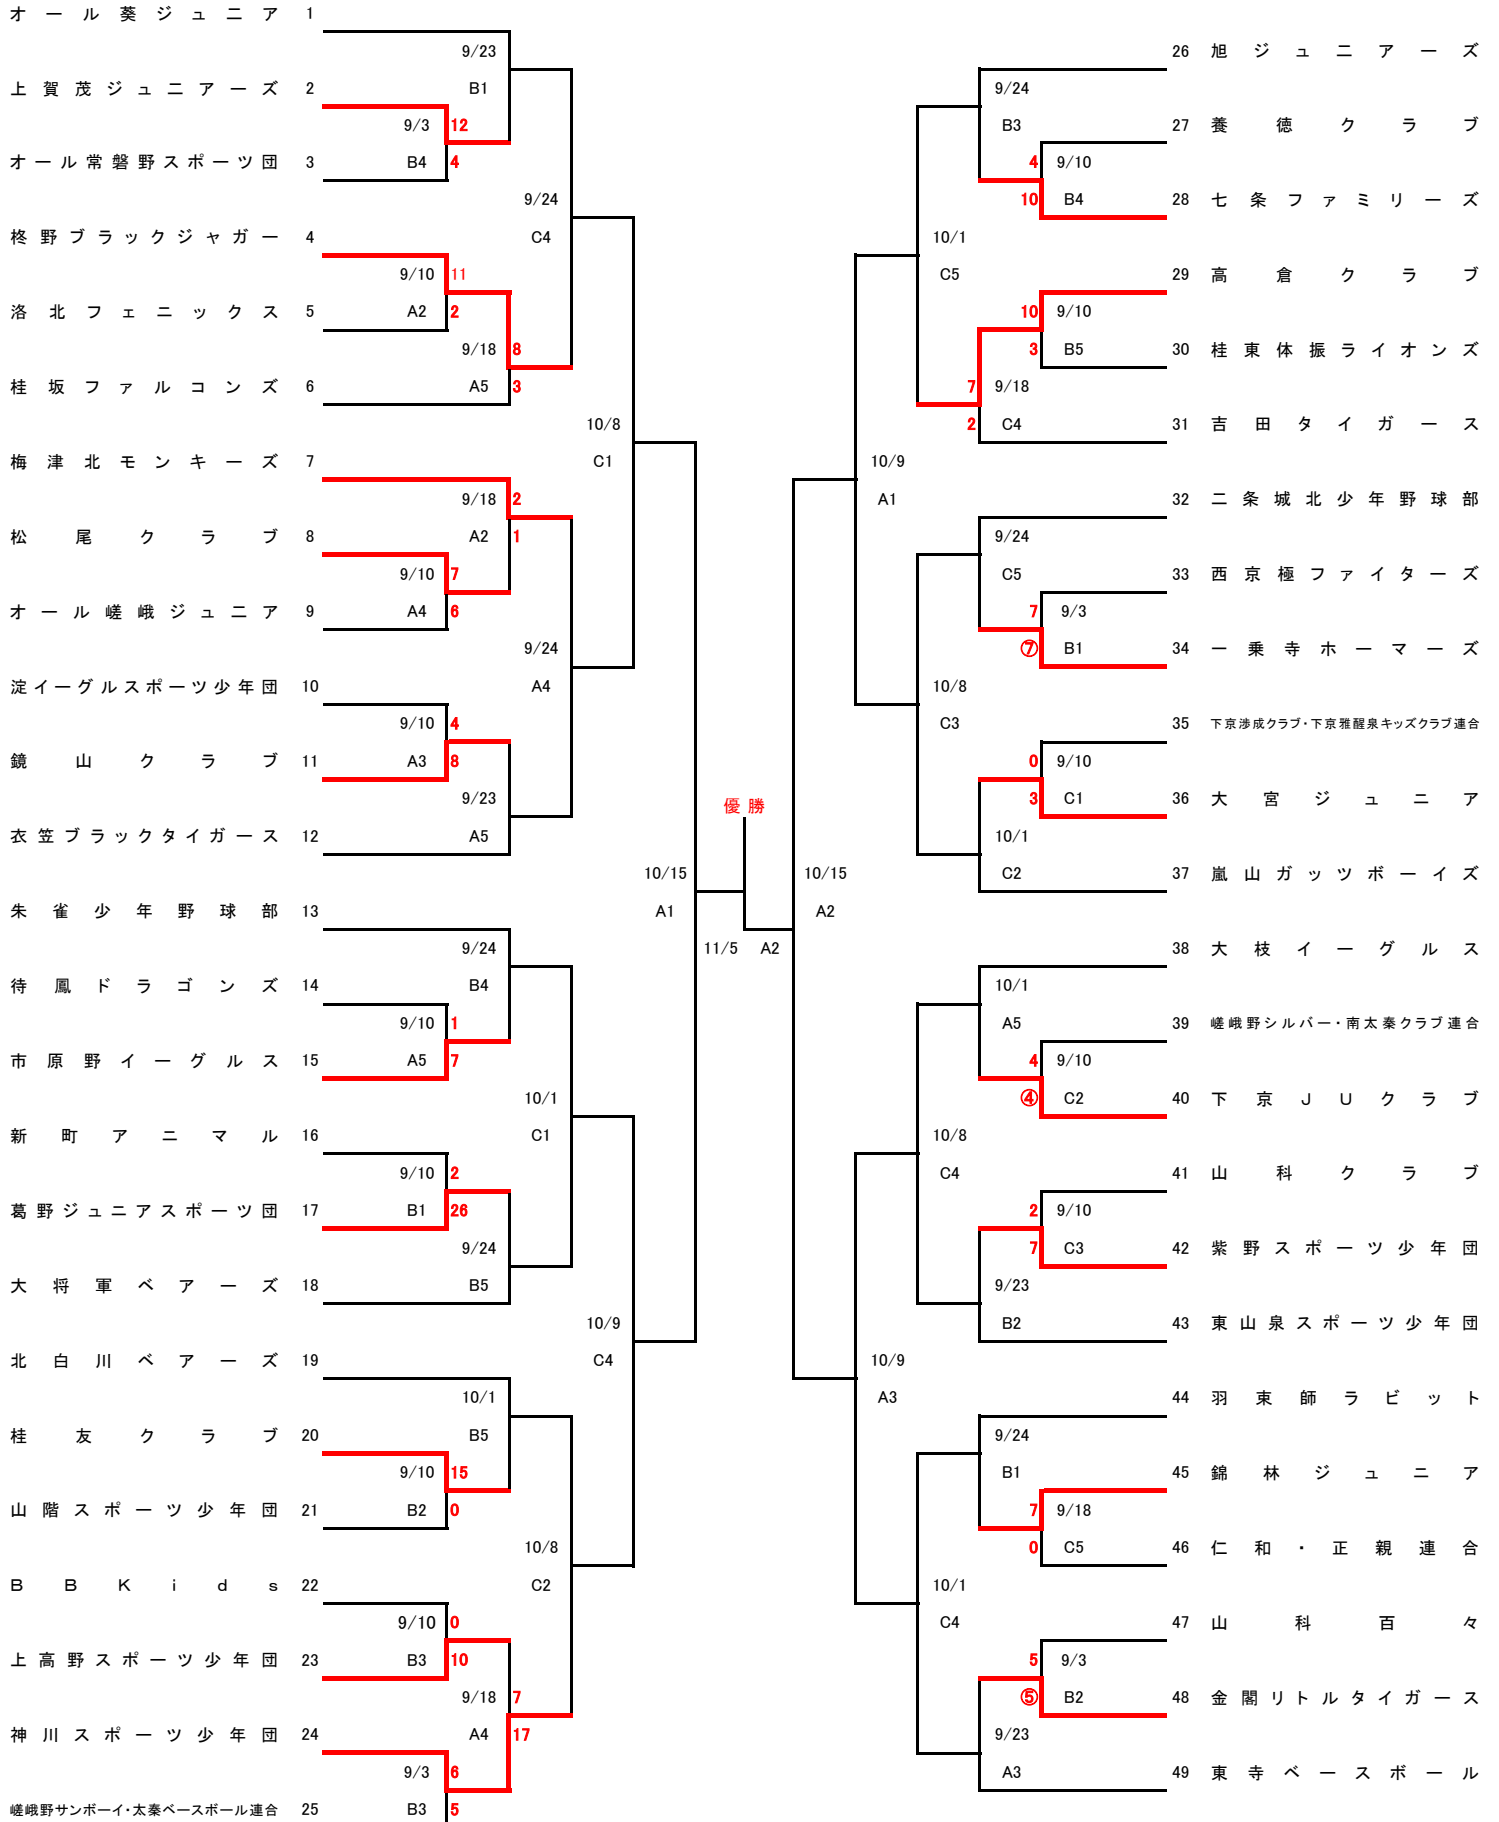 オール葵ジュニア 1
9/23
上賀茂ジュニアーズ 2 B1
9/3 12
オール常磐野スポーツ団 3 B4 4
9/24
柊野ブラックジャガー 4 C4
9/10 11
洛北フェニックス 5 A2 2
9/18 8
桂坂ファルコンズ 6 A5 3
10/8
梅津北モンキーズ 7 C1
9/18 2
松尾クラブ 8 A2 1
9/10 7
オール嵯峨ジュニア 9 A4 6
9/24
淀イーグルスポーツ少年団 10 A4
9/10 4
鏡山クラブ 11 A3 8
9/23
衣笠ブラックタイガース 12 A5
10/15
朱雀少年野球部 13 A1
9/24
待鳳ドラゴンズ 14 B4
9/10 1
市原野イーグルス 15 A5 7
10/1
新町アニマル 16 C1
9/10 2
葛野ジュニアスポーツ団 17 B1 26
9/24
大将軍ベアーズ 18 B5
10/9
北白川ベアーズ 19 C4
10/1
桂友クラブ 20 B5
9/10 15
山階スポーツ少年団 21 B2 0
10/8
BBKids 22 C2
9/10 0
上高野スポーツ少年団 23 B3 10
9/18 7
神川スポーツ少年団 24 A4 17
9/3 6
嵯峨野サンボーイ・太秦ベースボール連合 25 B3 5
優勝
11/5 A2
26 旭ジュニアーズ
9/24
B3 27 養徳クラブ
4 9/10
10 B4 28 七条ファミリーズ
10/1
C5 29 高倉クラブ
10 9/10
3 B5 30 桂東体振ライオンズ
7 9/18
2 C4 31 吉田タイガース
10/9
A1 32 二条城北少年野球部
9/24
C5 33 西京極ファイターズ
7 9/3
⑦ B1 34 一乗寺ホーマーズ
10/8
C3 35 下京渉成クラブ・下京雅醒泉キッズクラブ連合
0 9/10
3 C1 36 大宮ジュニア
10/1
C2 37 嵐山ガッツボーイズ
10/15
A2 38 大枝イーグルス
10/1
A5 39 嵯峨野シルバー・南太秦クラブ連合
4 9/10
④ C2 40 下京JUクラブ
10/8
C4 41 山科クラブ
2 9/10
7 C3 42 紫野スポーツ少年団
9/23
B2 43 東山泉スポーツ少年団
10/9
A3 44 羽束師ラビット
9/24
B1 45 錦林ジュニア
7 9/18
0 C5 46 仁和・正親連合
10/1
C4 47 山科百々
5 9/3
⑤ B2 48 金閣リトルタイガース
9/23
A3 49 東寺ベースボール